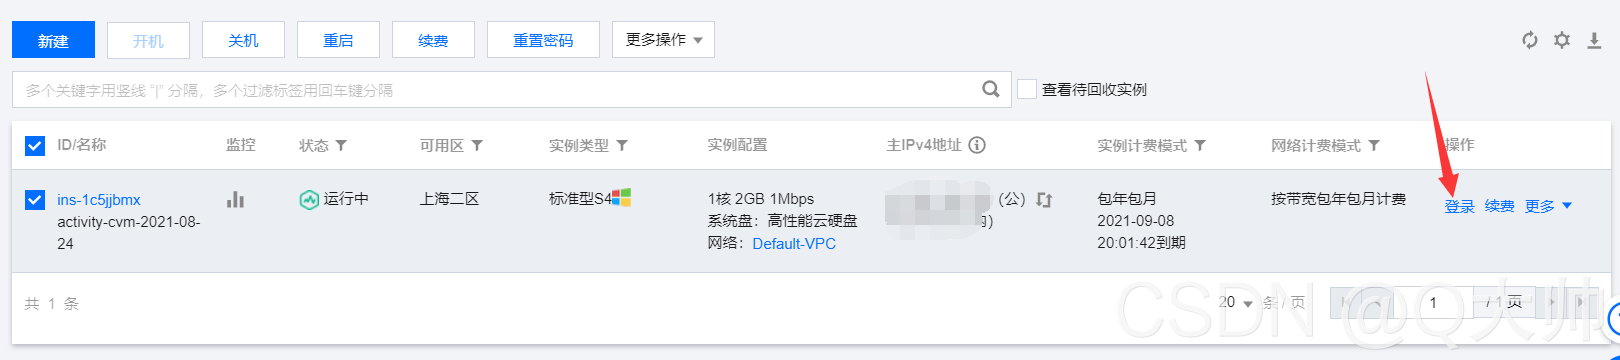 新建 开机 关机 重启 续费 重置密码 更多操作
多个关键字用竖线 "|" 分隔，多个过滤标签用回车键分隔 查看待回收实例
ID/名称 监控 状态 可用区 实例类型 实例配置 主IPv4地址 实例计费模式 网络计费模式 操作
ins-1c5jjbmx 运行中 上海二区 标准型S4 1核 2GB 1Mbps (公) 包年包月 按带宽包年包月计费 登录 续费 更多
activity-cvm-2021-08- 系统盘：高性能云硬盘 2021-09-08
24 网络：Default-VPC 20:01:42到期
共 1 条 20 条 / 页 1 / 1 页
CSDN @Q大帅